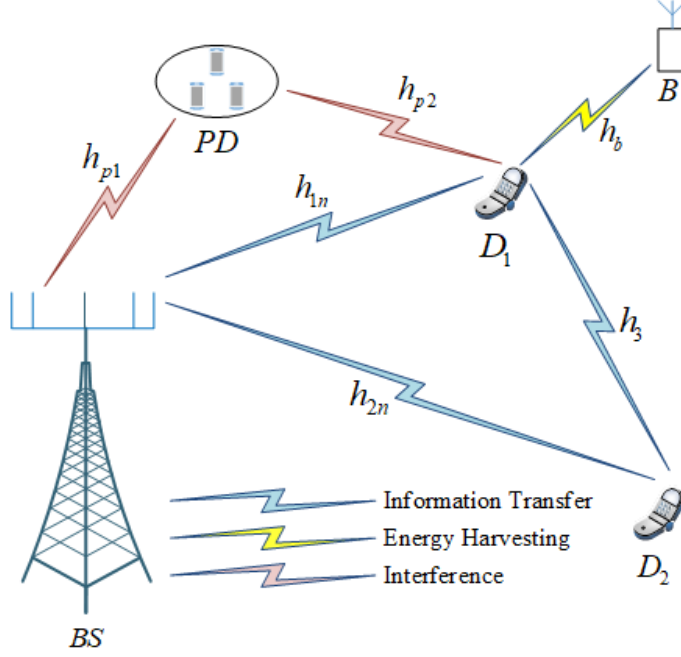 B
h_{p2}
PD
h_b
h_{p1}
h_{1n}
D_1
h_3
h_{2n}
Information Transfer
Energy Harvesting
Interference
D_2
BS